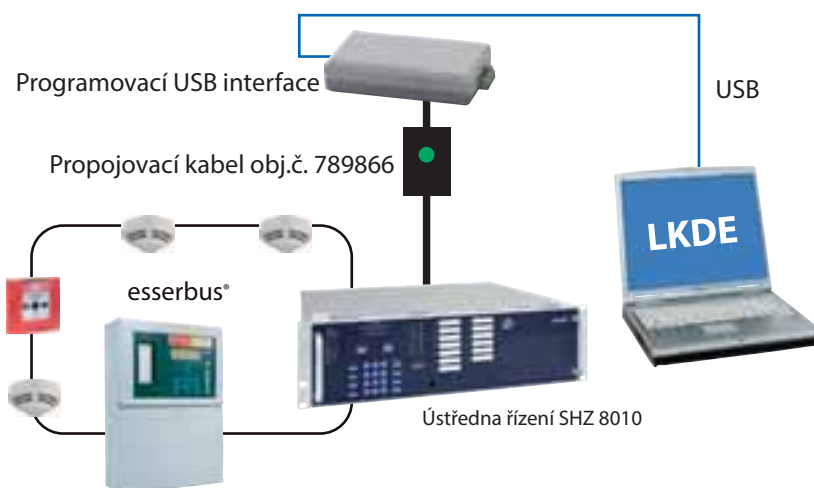 Programovací USB interface
USB
Propojovací kabel obj.č. 789866
LKDE
esserbus®
Ústředna řízení SHZ 8010